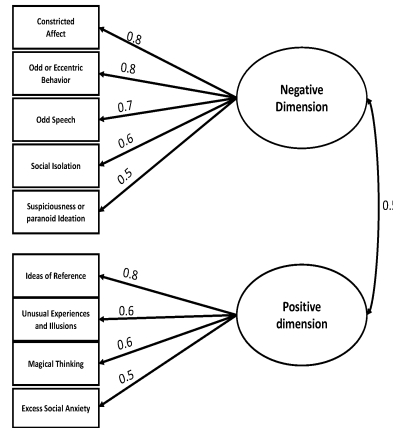 Constricted
Affect
0.8
Odd or Eccentric
Behavior
0.8
Odd Speech
0.7
Social Isolation
0.6
Suspiciousness or
paranoid Ideation
0.5
Negative
Dimension
0.5
Ideas of Reference
0.8
Unusual Experiences
and Illusions
0.6
Magical Thinking
0.6
Excess Social Anxiety
0.5
Positive
dimension